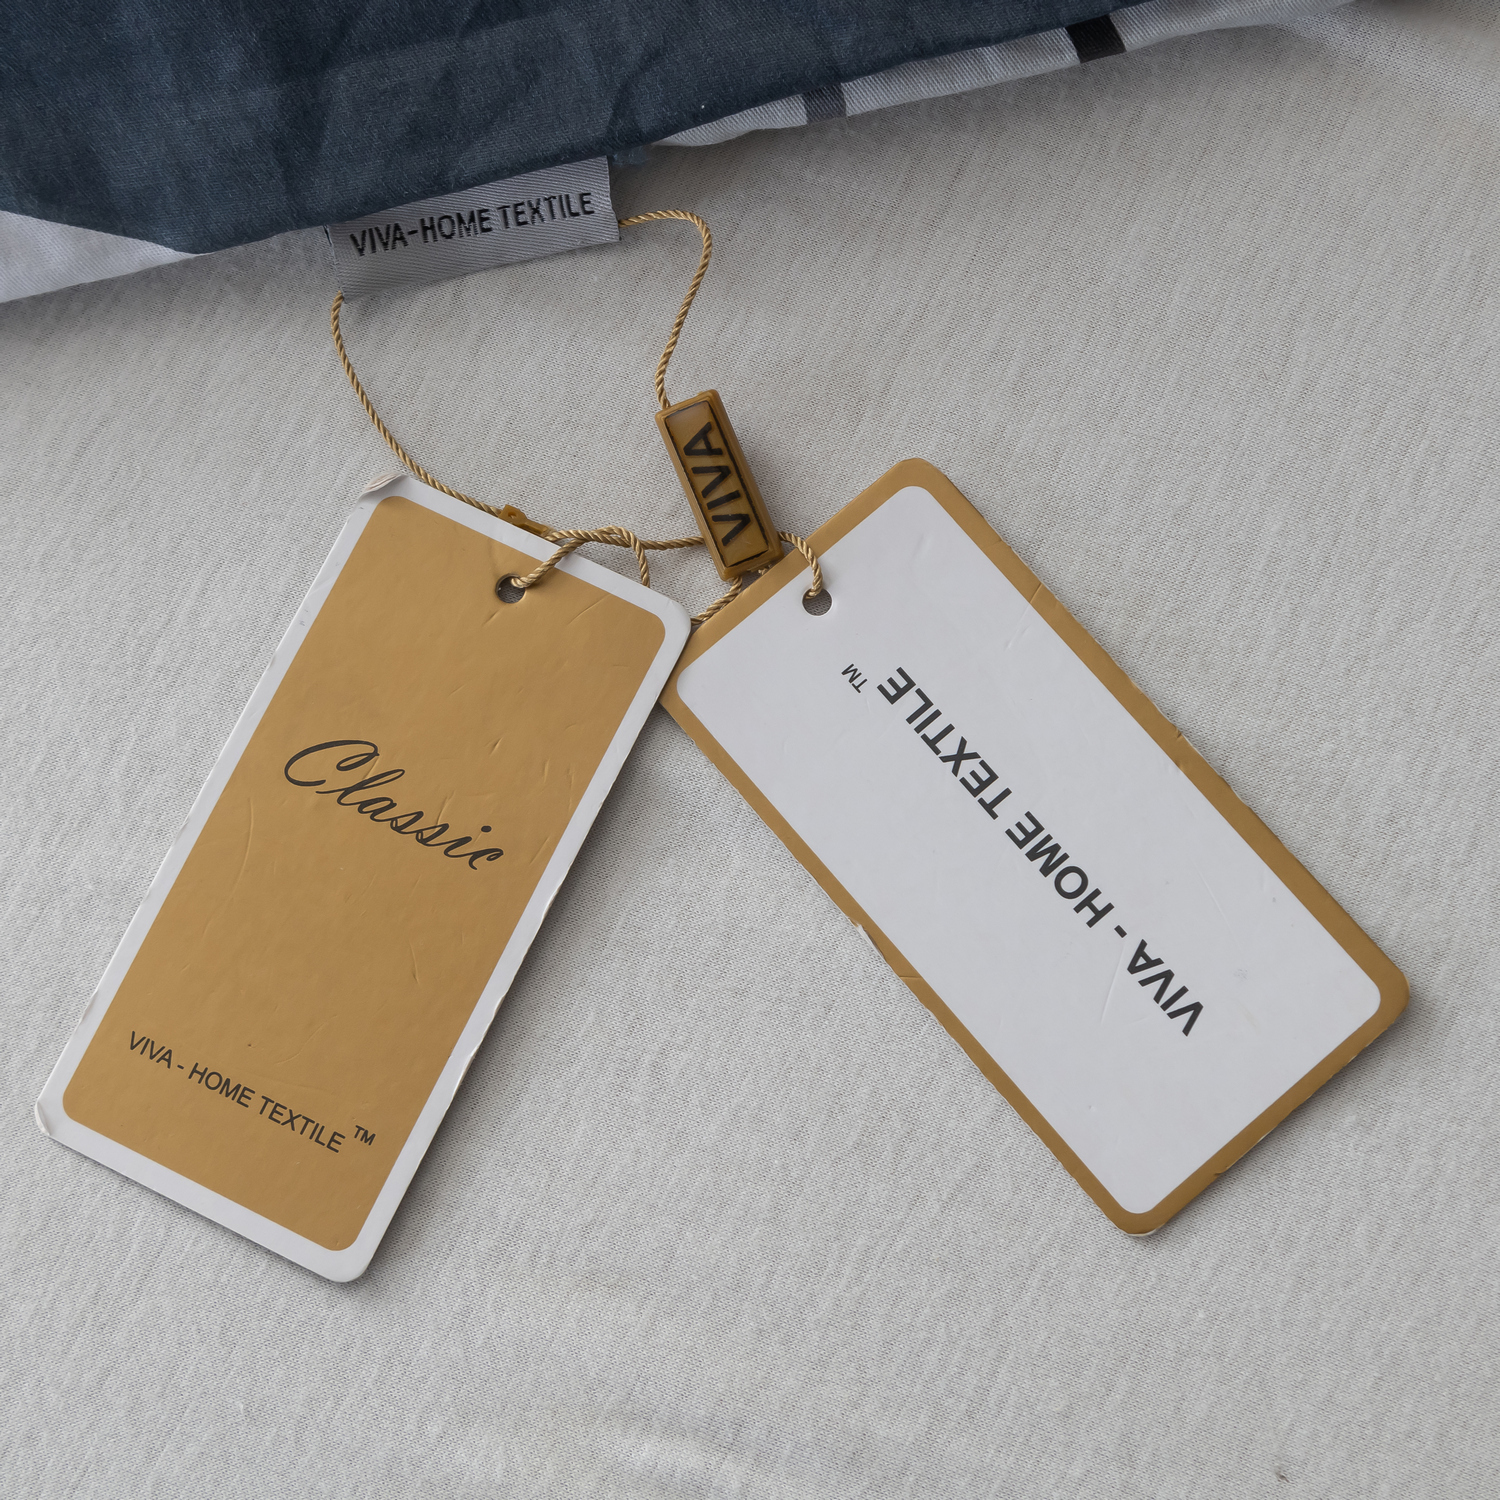 VIVA-HOME TEXTILE
VIVA
Classic
VIVA - HOME TEXTILE ™
VIVA - HOME TEXTILE ™